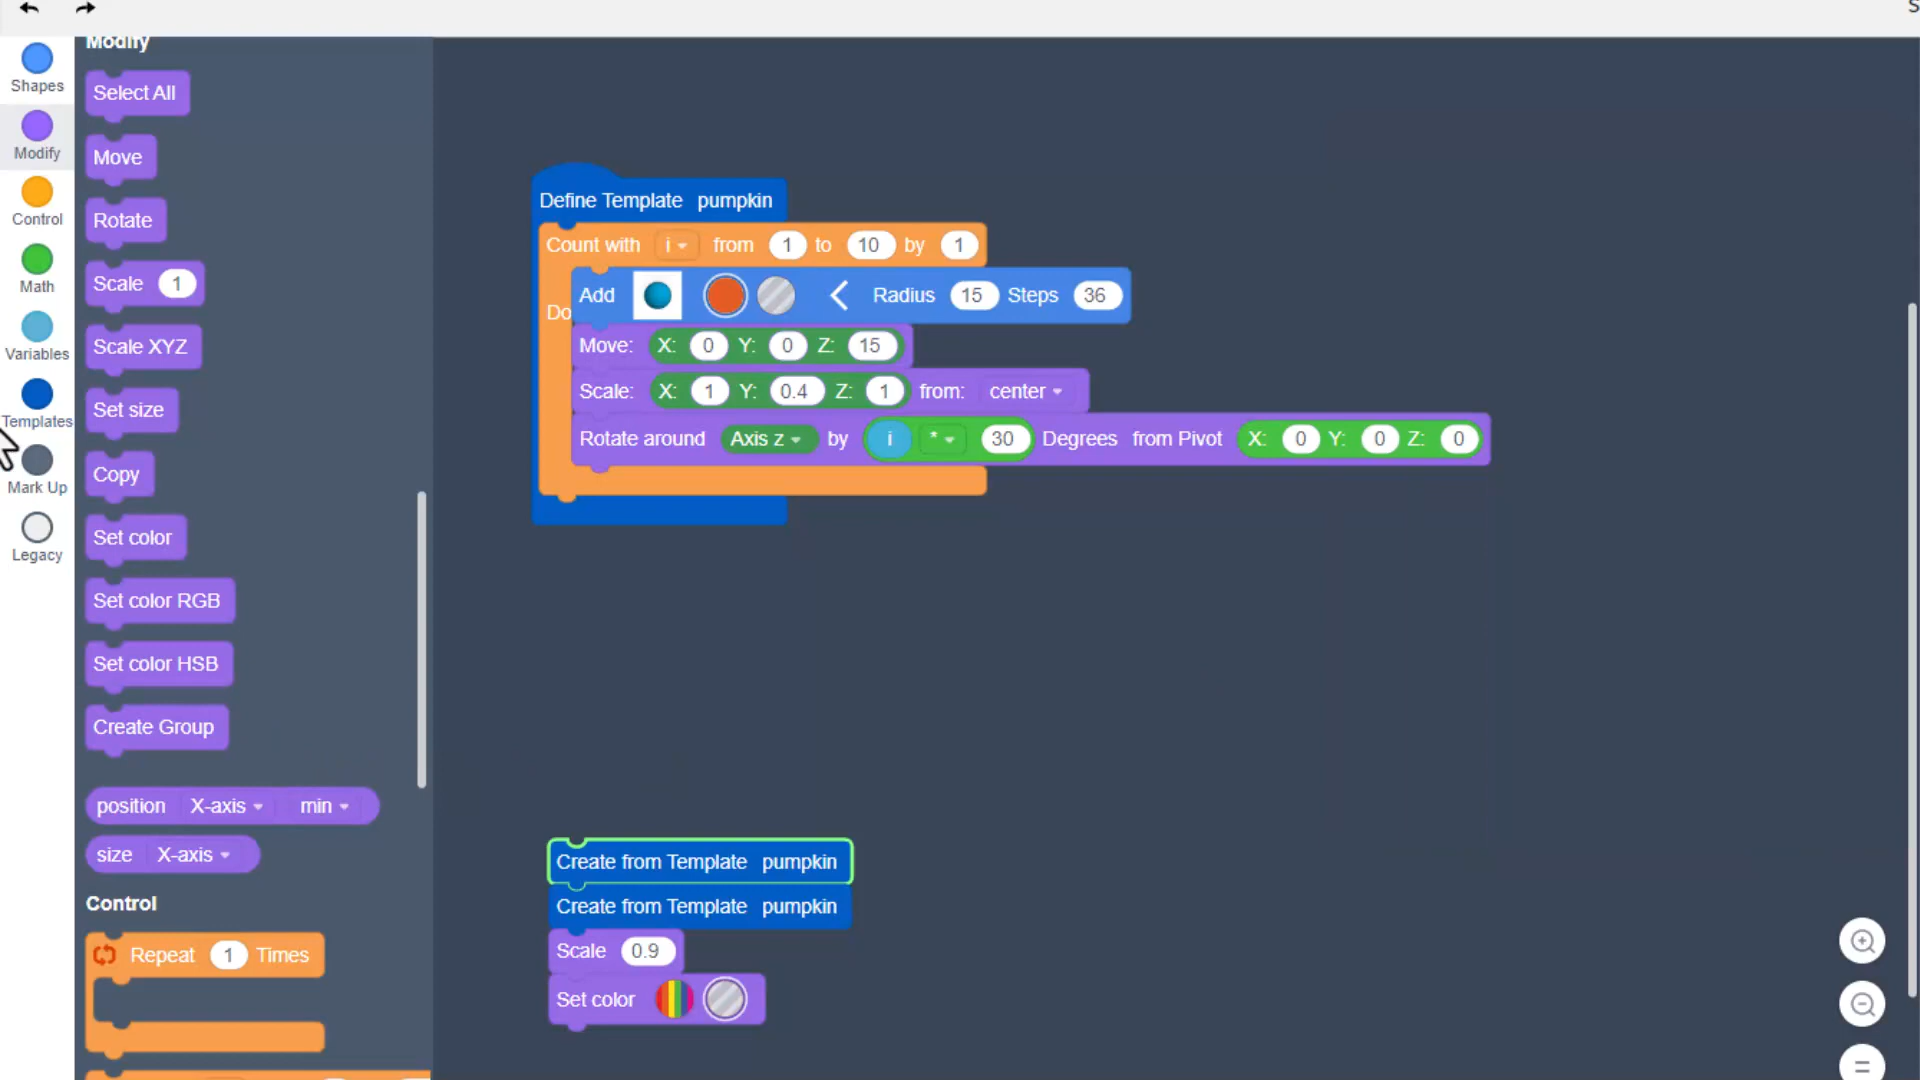 S
Shapes
Modify
Control
Math
Variables
Templates
Mark Up
Legacy
Modify
Select All
Move
Rotate
Scale 1
Scale XYZ
Set size
Copy
Set color
Set color RGB
Set color HSB
Create Group
position X-axis min
size X-axis
Control
Repeat 1 Times
Define Template pumpkin
Count with i from 1 to 10 by 1
Do
Add Radius 15 Steps 36
Move: X: 0 Y: 0 Z: 15
Scale: X: 1 Y: 0.4 Z: 1 from: center
Rotate around Axis z by i * 30 Degrees from Pivot X: 0 Y: 0 Z: 0
Create from Template pumpkin
Create from Template pumpkin
Scale 0.9
Set color